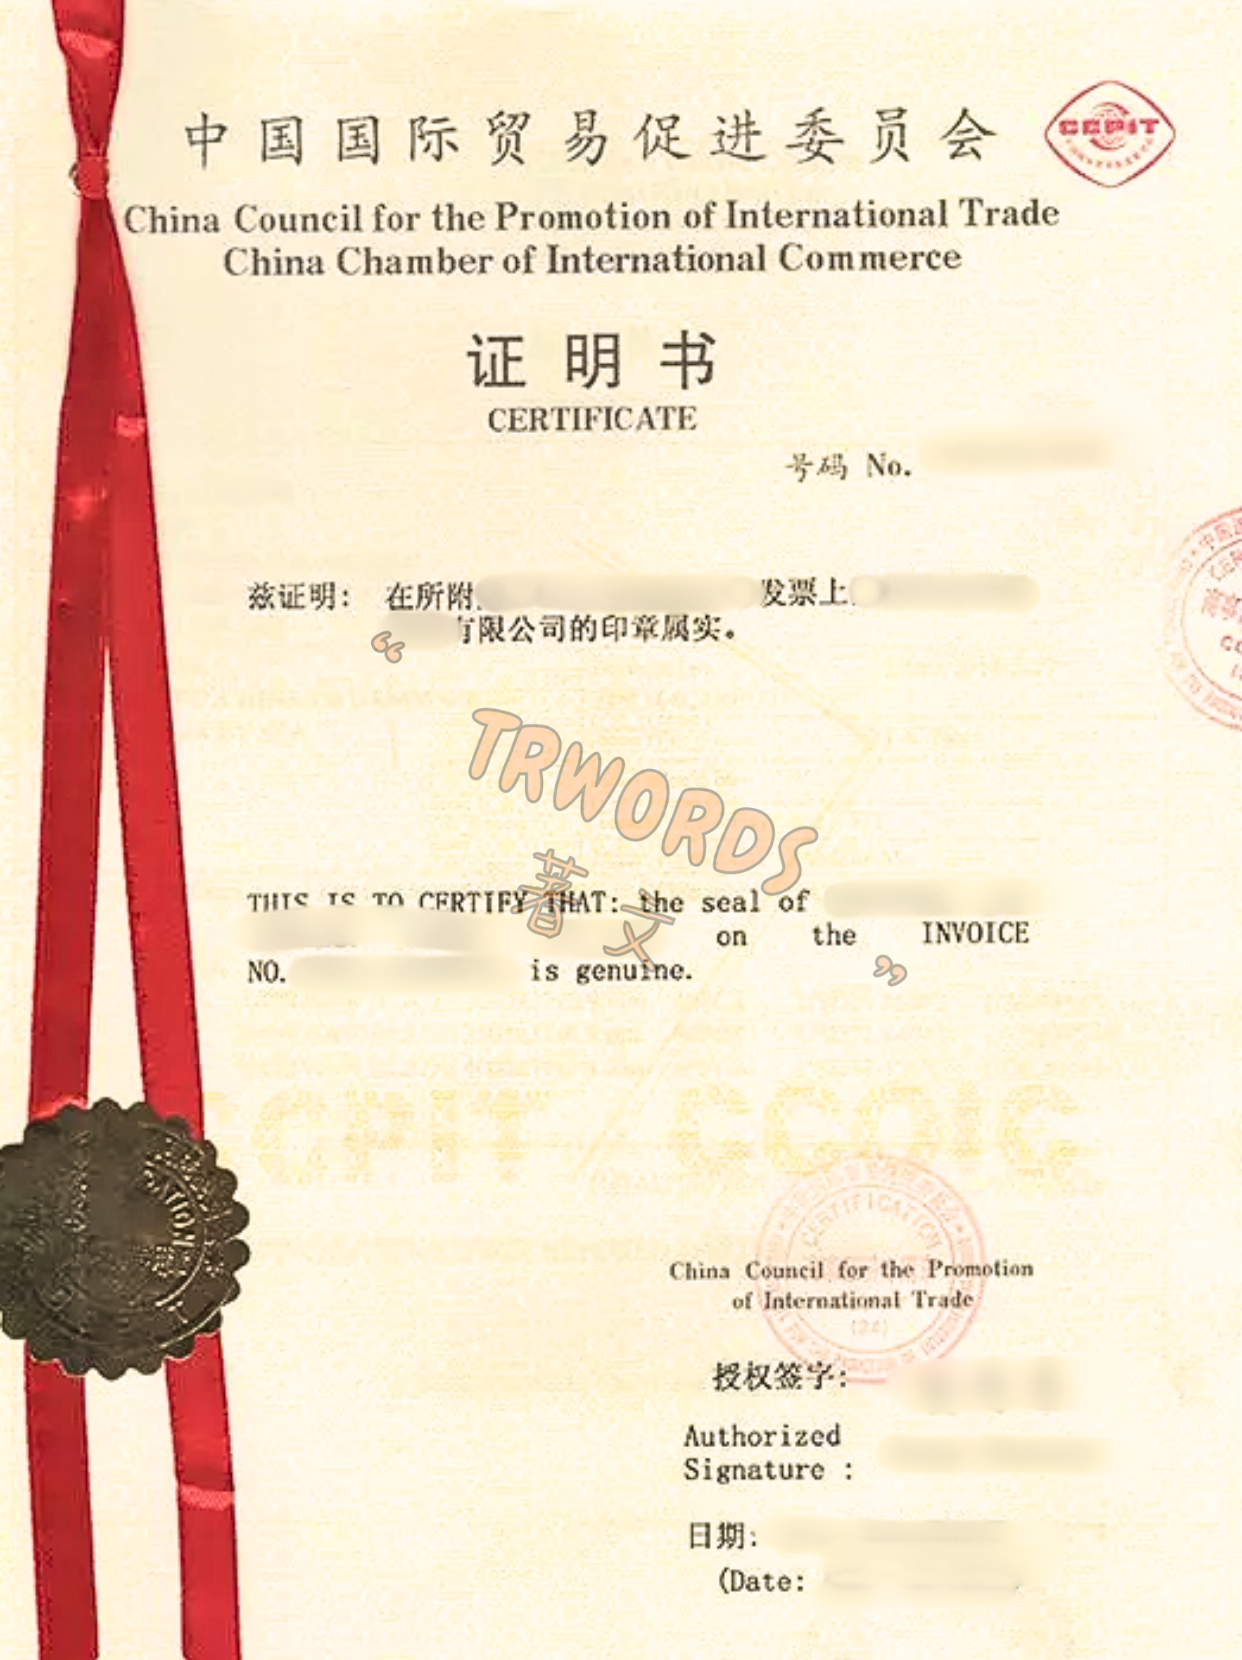 中国国际贸易促进委员会
CCPIT
China Council for the Promotion of International Trade
China Chamber of International Commerce
证明书
CERTIFICATE
号码 No.
兹证明: 在所附 发票上
有限公司的印章属实。
“
TRWORDS
著文
”
THIS IS TO CERTIFY THAT: the seal of
on the INVOICE
NO. is genuine.
CCPIT / CCOIC
CERTIFICATION
China Council for the Promotion
of International Trade
(24)
授权签字:
Authorized
Signature :
日期:
(Date: